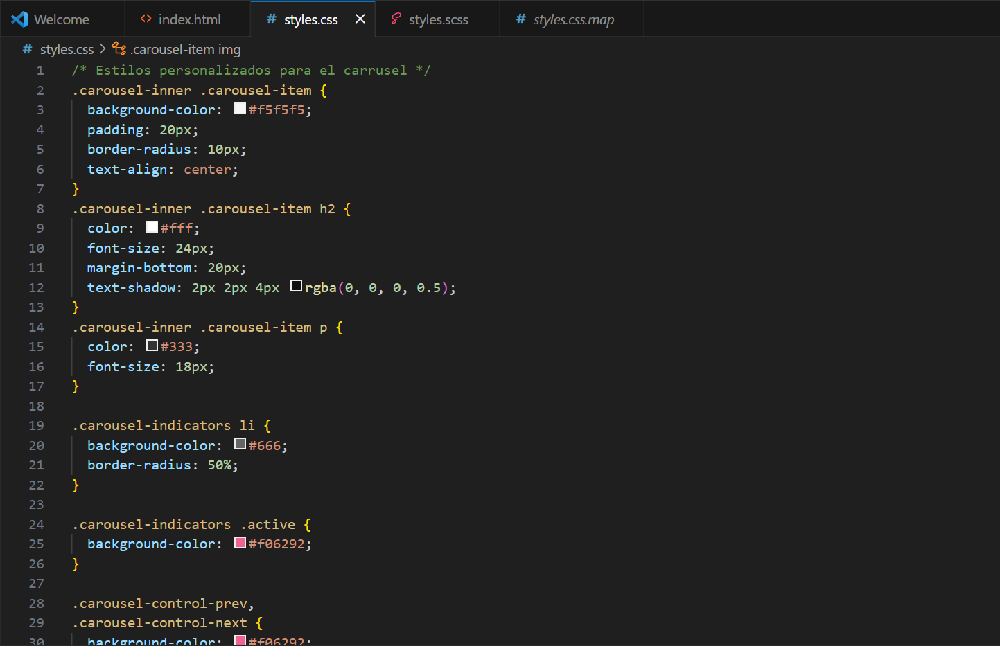 Welcome
index.html
styles.css
styles.scss
styles.css.map
styles.css > .carousel-item img
1 /* Estilos personalizados para el carrusel */
2 .carousel-inner .carousel-item {
3 background-color: #f5f5f5;
4 padding: 20px;
5 border-radius: 10px;
6 text-align: center;
7 }
8 .carousel-inner .carousel-item h2 {
9 color: #fff;
10 font-size: 24px;
11 margin-bottom: 20px;
12 text-shadow: 2px 2px 4px rgba(0, 0, 0, 0.5);
13 }
14 .carousel-inner .carousel-item p {
15 color: #333;
16 font-size: 18px;
17 }
18
19 .carousel-indicators li {
20 background-color: #666;
21 border-radius: 50%;
22 }
23
24 .carousel-indicators .active {
25 background-color: #f06292;
26 }
27
28 .carousel-control-prev,
29 .carousel-control-next {
30 background-color: #f06292;